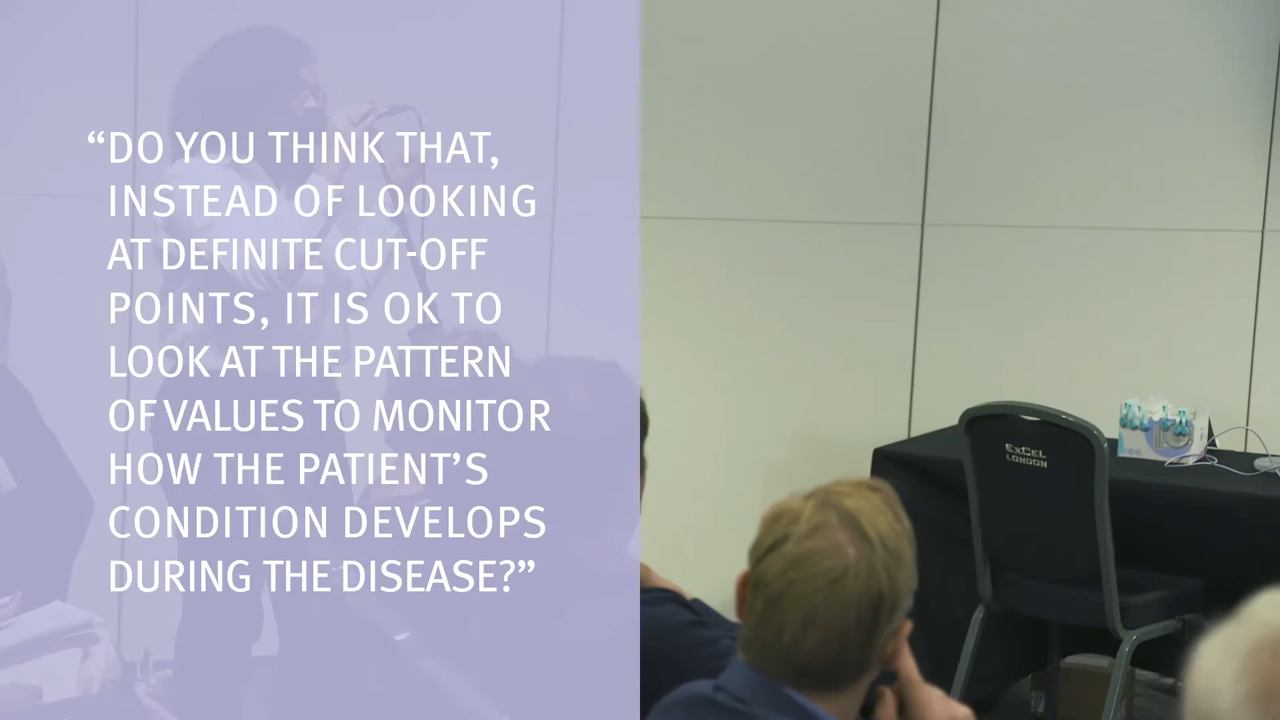 “DO YOU THINK THAT,
INSTEAD OF LOOKING
AT DEFINITE CUT-OFF
POINTS, IT IS OK TO
LOOK AT THE PATTERN
OF VALUES TO MONITOR
HOW THE PATIENT’S
CONDITION DEVELOPS
DURING THE DISEASE?”
EXCEL
LONDON